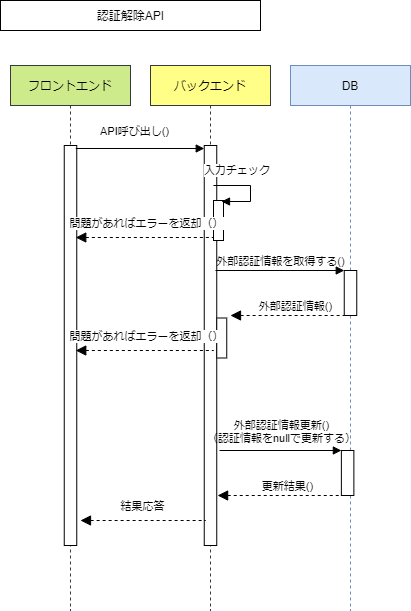 認証解除API
フロントエンド
バックエンド
DB
API呼び出し()
入力チェック
問題があればエラーを返却（）
外部認証情報を取得する()
外部認証情報()
問題があればエラーを返却（）
外部認証情報更新()
（認証情報をnullで更新する）
更新結果()
結果応答